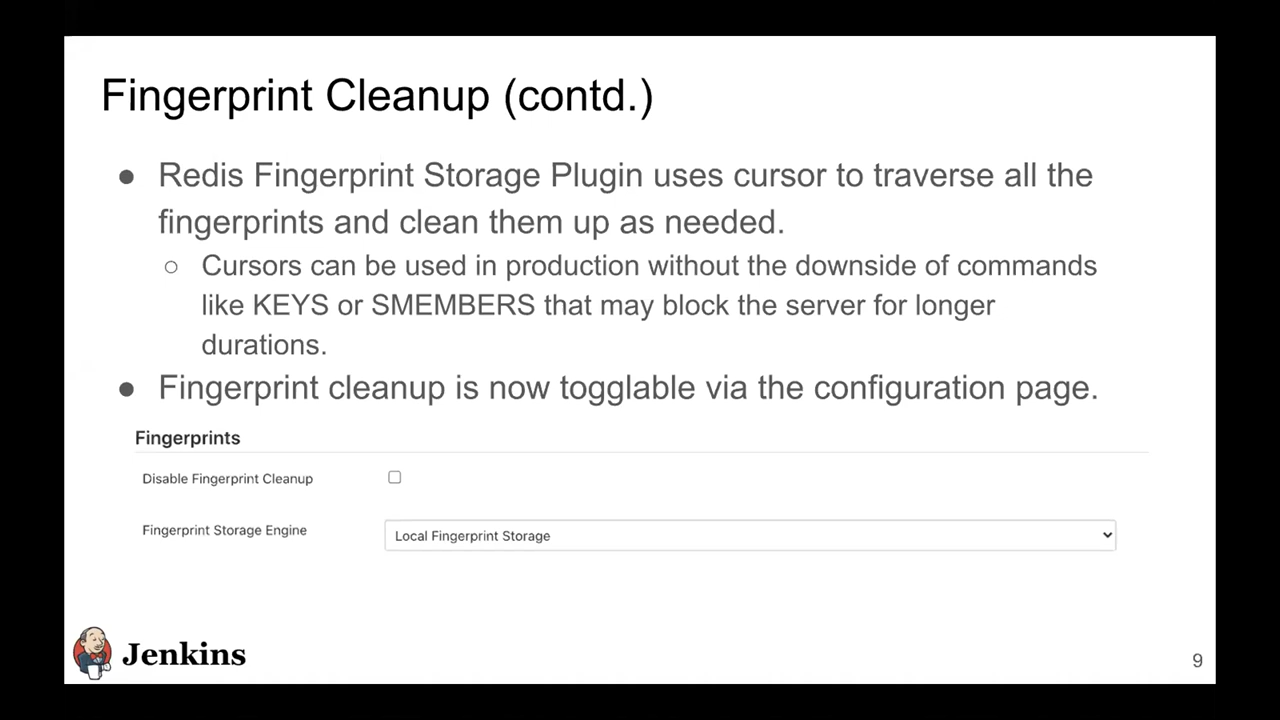 Fingerprint Cleanup (contd.)
● Redis Fingerprint Storage Plugin uses cursor to traverse all the
fingerprints and clean them up as needed.
○ Cursors can be used in production without the downside of commands
like KEYS or SMEMBERS that may block the server for longer
durations.
● Fingerprint cleanup is now togglable via the configuration page.
Fingerprints
Disable Fingerprint Cleanup
Fingerprint Storage Engine
Local Fingerprint Storage
Jenkins
9